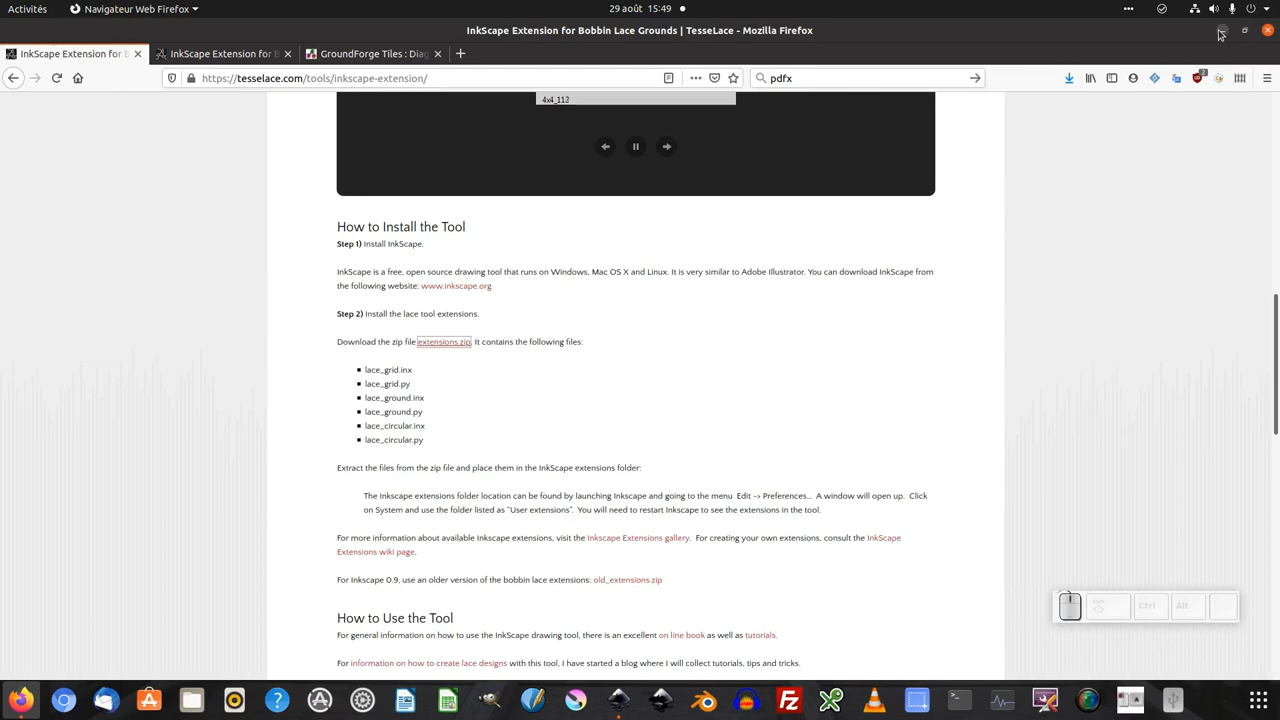 Activités
Navigateur Web Firefox
29 août 15:49
InkScape Extension for Bobbin Lace Grounds | TesseLace - Mozilla Firefox
InkScape Extension for B
InkScape Extension for B
GroundForge Tiles : Diag
https://tesselace.com/tools/inkscape-extension/
pdfx
2
4x4_112
How to Install the Tool
Step 1) Install InkScape.
InkScape is a free, open source drawing tool that runs on Windows, Mac OS X and Linux. It is very similar to Adobe Illustrator. You can download InkScape from
the following website: www.inkscape.org
Step 2) Install the lace tool extensions.
Download the zip file extensions.zip. It contains the following files:
lace_grid.inx
lace_grid.py
lace_ground.inx
lace_ground.py
lace_circular.inx
lace_circular.py
Extract the files from the zip file and place them in the InkScape extensions folder:
The Inkscape extensions folder location can be found by launching Inkscape and going to the menu Edit -> Preferences... A window will open up. Click
on System and use the folder listed as “User extensions”. You will need to restart Inkscape to see the extensions in the tool.
For more information about available Inkscape extensions, visit the Inkscape Extensions gallery. For creating your own extensions, consult the InkScape
Extensions wiki page.
For Inkscape 0.9, use an older version of the bobbin lace extensions: old_extensions.zip
Ctrl
Alt
How to Use the Tool
For general information on how to use the InkScape drawing tool, there is an excellent on line book as well as tutorials.
For information on how to create lace designs with this tool, I have started a blog where I will collect tutorials, tips and tricks.